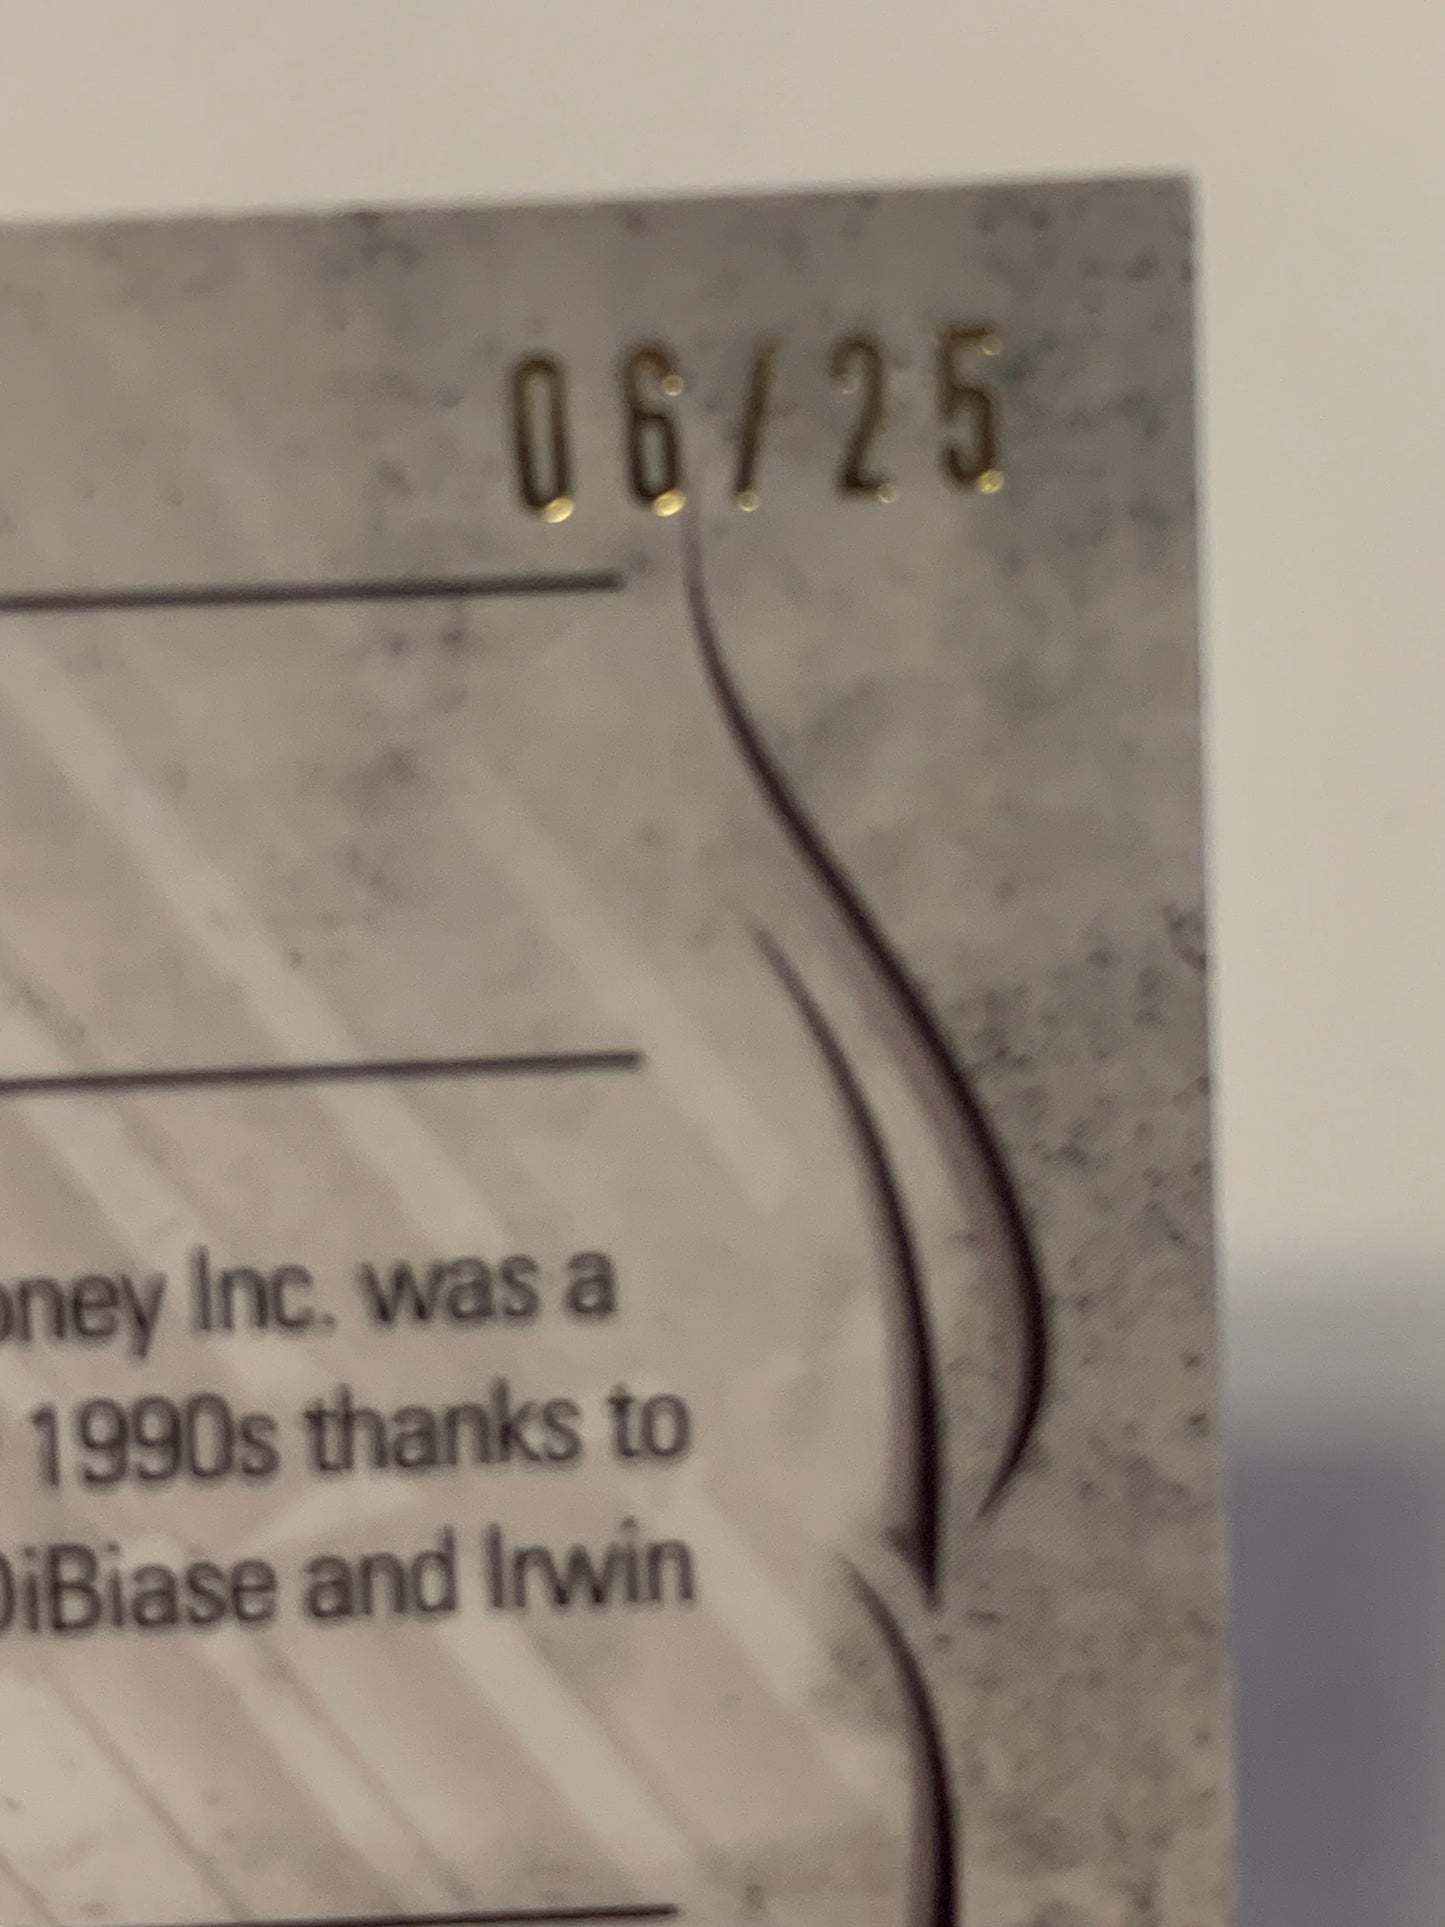 06/25
oney Inc. was a
1990s thanks to
DiBiase and Irwin